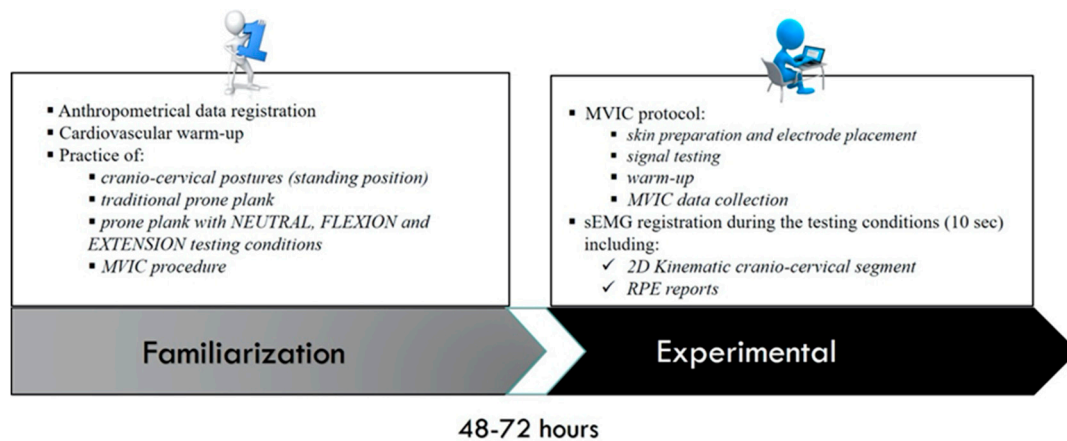 1
▪ Anthropometrical data registration
▪ Cardiovascular warm-up
▪ Practice of:
▪ cranio-cervical postures (standing position)
▪ traditional prone plank
▪ prone plank with NEUTRAL, FLEXION and
EXTENSION testing conditions
▪ MVIC procedure
Familiarization
▪ MVIC protocol:
▪ skin preparation and electrode placement
▪ signal testing
▪ warm-up
▪ MVIC data collection
▪ sEMG registration during the testing conditions (10 sec)
including:
✓ 2D Kinematic cranio-cervical segment
✓ RPE reports
Experimental
48-72 hours